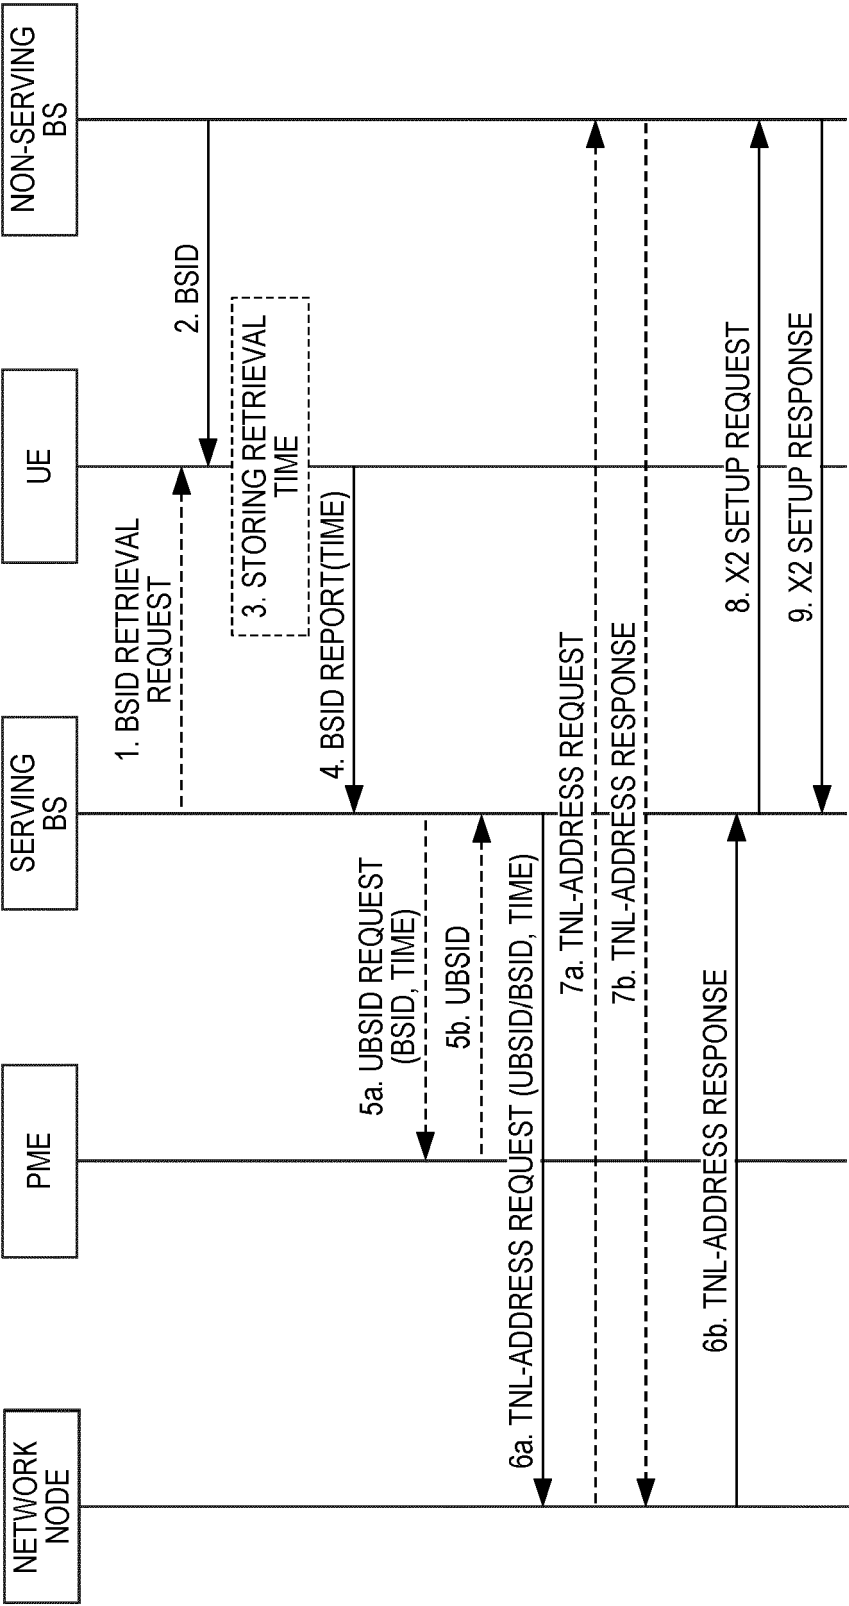 NETWORK
NODE
PME
SERVING
BS
UE
NON-SERVING
BS
1. BSID RETRIEVAL
REQUEST
2. BSID
3. STORING RETRIEVAL
TIME
4. BSID REPORT(TIME)
5a. UBSID REQUEST
(BSID, TIME)
5b. UBSID
6a. TNL-ADDRESS REQUEST (UBSID/BSID, TIME)
7a. TNL-ADDRESS REQUEST
7b. TNL-ADDRESS RESPONSE
6b. TNL-ADDRESS RESPONSE
8. X2 SETUP REQUEST
9. X2 SETUP RESPONSE